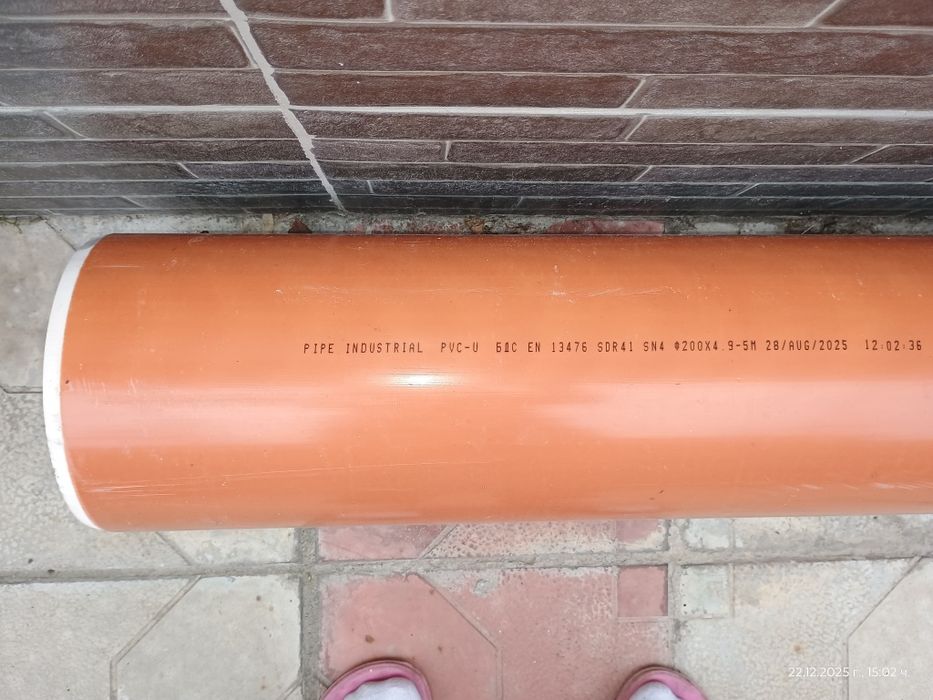 PIPE INDUSTRIAL PVC-U БДС EN 13476 SDR41 SN4 Φ200X4.9-5M 28/AUG/2025 12:02:36
22.12.2025 г., 15:02 ч.